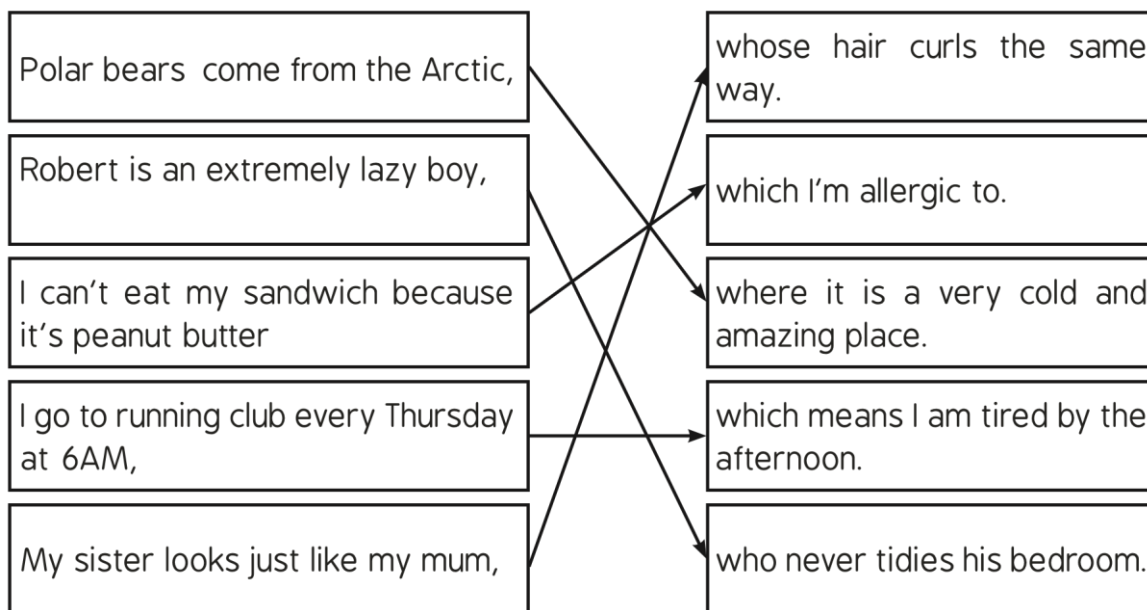 Polar bears come from the Arctic,
Robert is an extremely lazy boy,
I can't eat my sandwich because
it's peanut butter
I go to running club every Thursday
at 6AM,
My sister looks just like my mum,
whose hair curls the same
way.
which I'm allergic to.
where it is a very cold and
amazing place.
which means I am tired by the
afternoon.
who never tidies his bedroom.